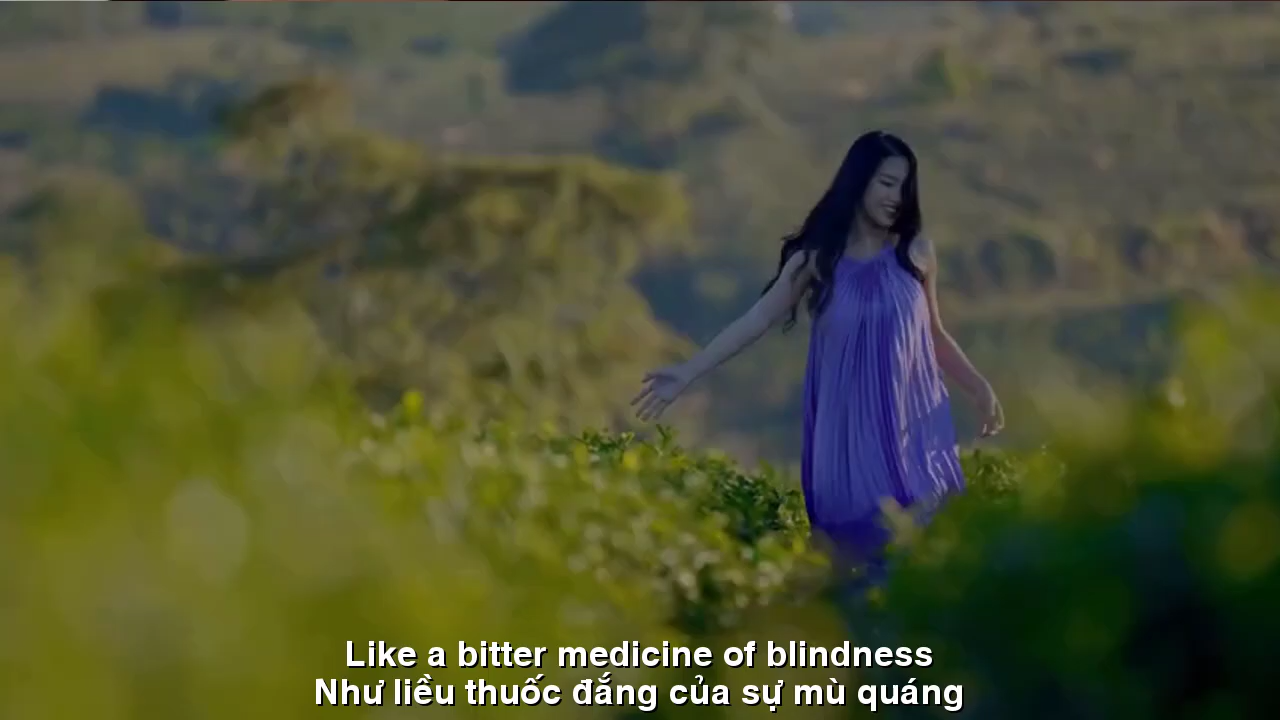 Like a bitter medicine of blindness
Như liều thuốc đắng của sự mù quáng